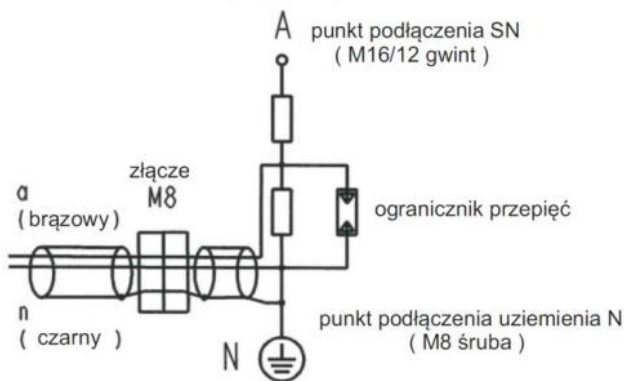 A
punkt podłączenia SN
( M16/12 gwint )
złącze
M8
a
( brązowy )
ogranicznik przepięć
n
( czarny )
punkt podłączenia uziemienia N
( M8 śruba )
N